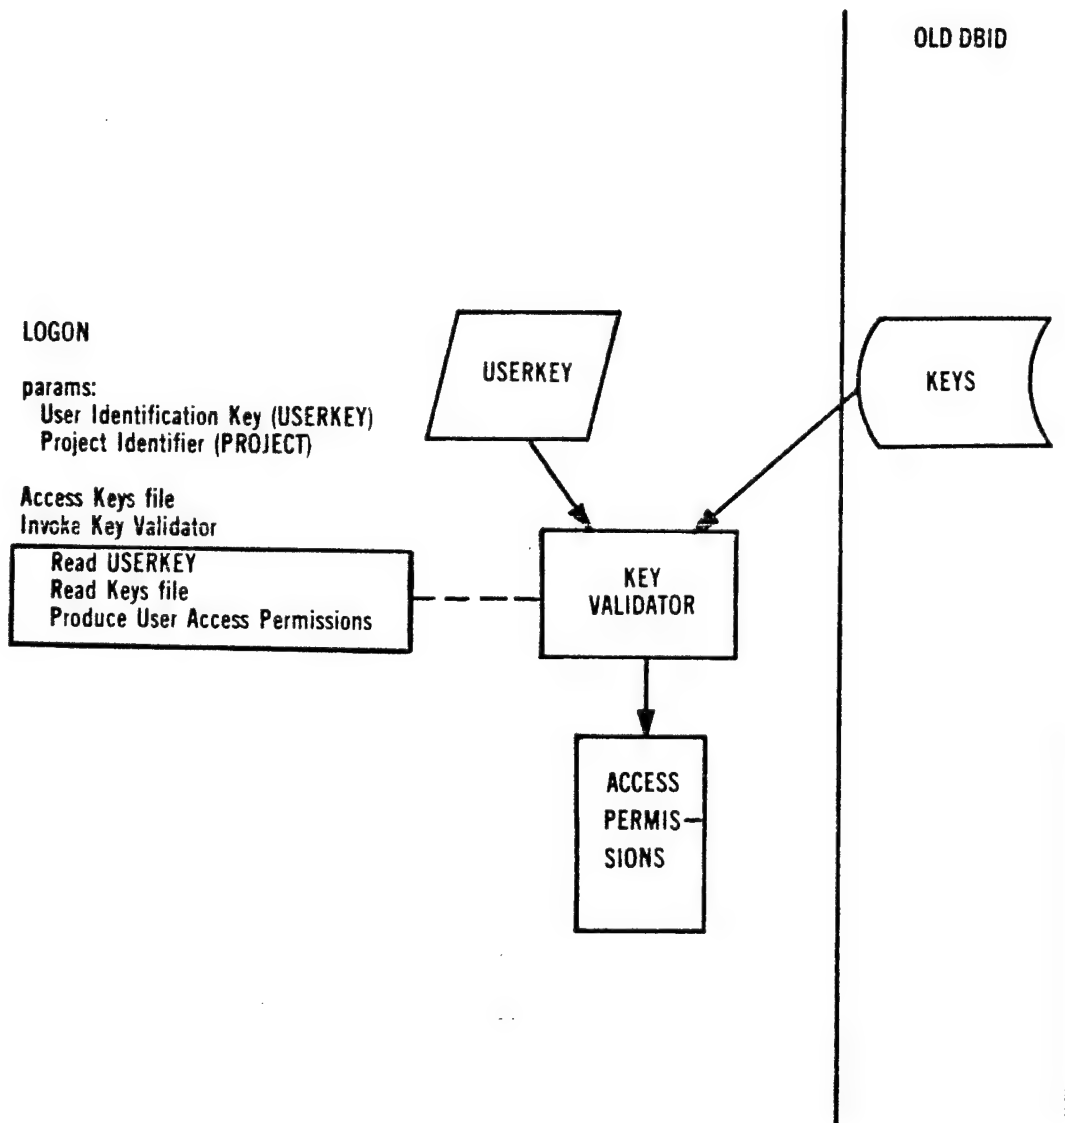 OLD DBID
LOGON
params:
User Identification Key (USERKEY)
Project Identifier (PROJECT)
Access Keys file
Invoke Key Validator
Read USERKEY
Read Keys file
Produce User Access Permissions
USERKEY
KEYS
KEY
VALIDATOR
ACCESS
PERMIS-
SIONS